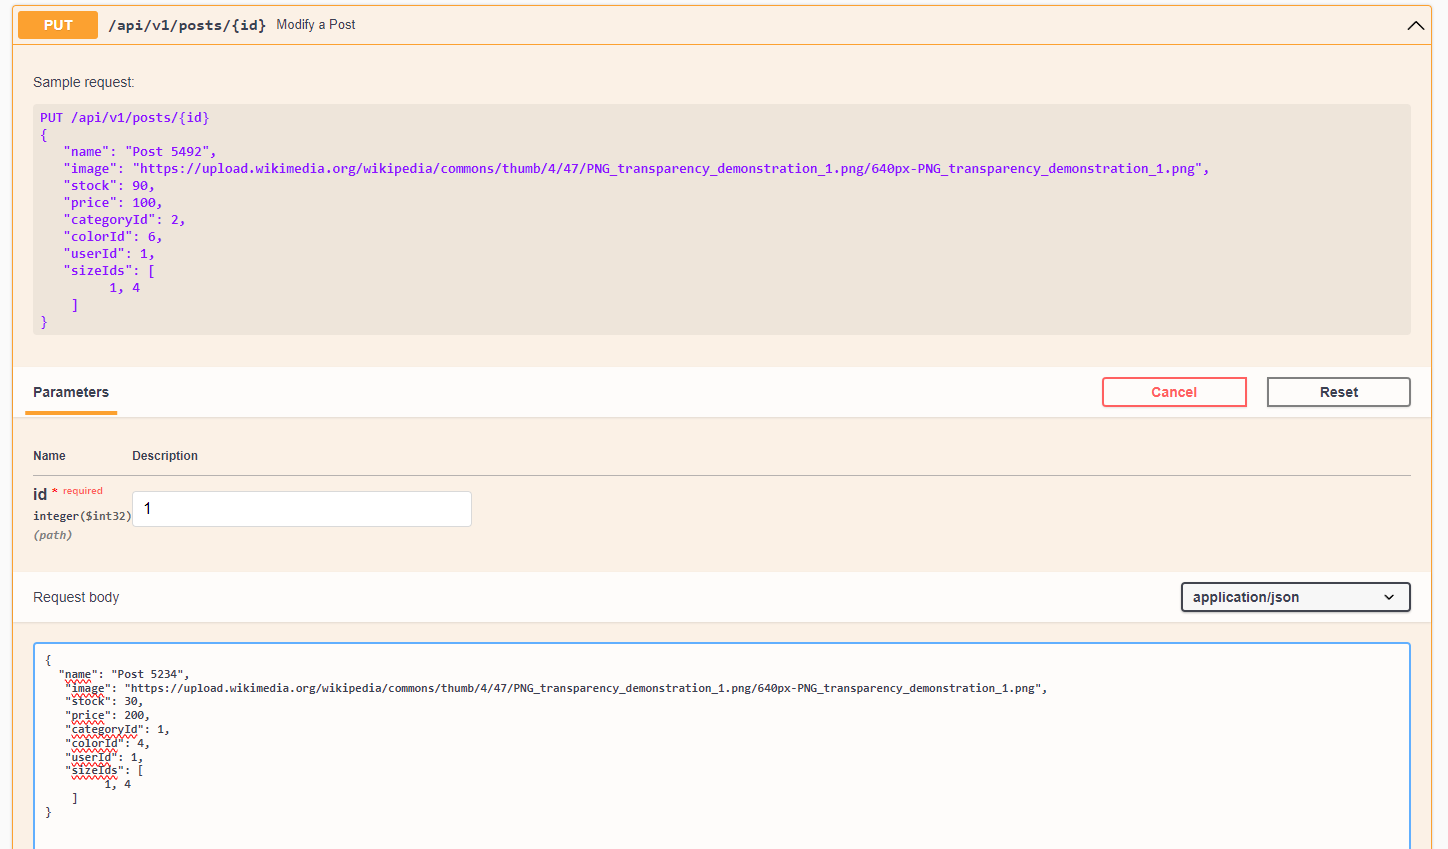 PUT /api/v1/posts/{id} Modify a Post
Sample request:
PUT /api/v1/posts/{id}
{
"name": "Post 5492",
"image": "https://upload.wikimedia.org/wikipedia/commons/thumb/4/47/PNG_transparency_demonstration_1.png/640px-PNG_transparency_demonstration_1.png",
"stock": 90,
"price": 100,
"categoryId": 2,
"colorId": 6,
"userId": 1,
"sizeIds": [
1, 4
]
}
Parameters Cancel Reset
Name Description
id * required
integer($int32) 1
(path)
Request body application/json
{
"name": "Post 5234",
"image": "https://upload.wikimedia.org/wikipedia/commons/thumb/4/47/PNG_transparency_demonstration_1.png/640px-PNG_transparency_demonstration_1.png",
"stock": 30,
"price": 200,
"categoryId": 1,
"colorId": 4,
"userId": 1,
"sizeIds": [
1, 4
]
}